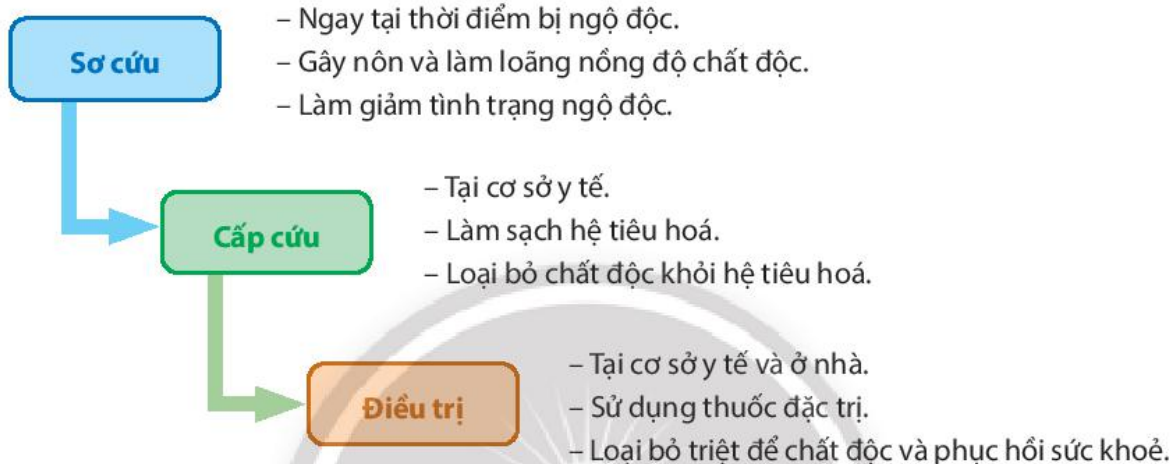 Sơ cứu
– Ngay tại thời điểm bị ngộ độc.
– Gây nôn và làm loãng nồng độ chất độc.
– Làm giảm tình trạng ngộ độc.
Cấp cứu
– Tại cơ sở y tế.
– Làm sạch hệ tiêu hoá.
– Loại bỏ chất độc khỏi hệ tiêu hoá.
Điều trị
– Tại cơ sở y tế và ở nhà.
– Sử dụng thuốc đặc trị.
– Loại bỏ triệt để chất độc và phục hồi sức khoẻ.